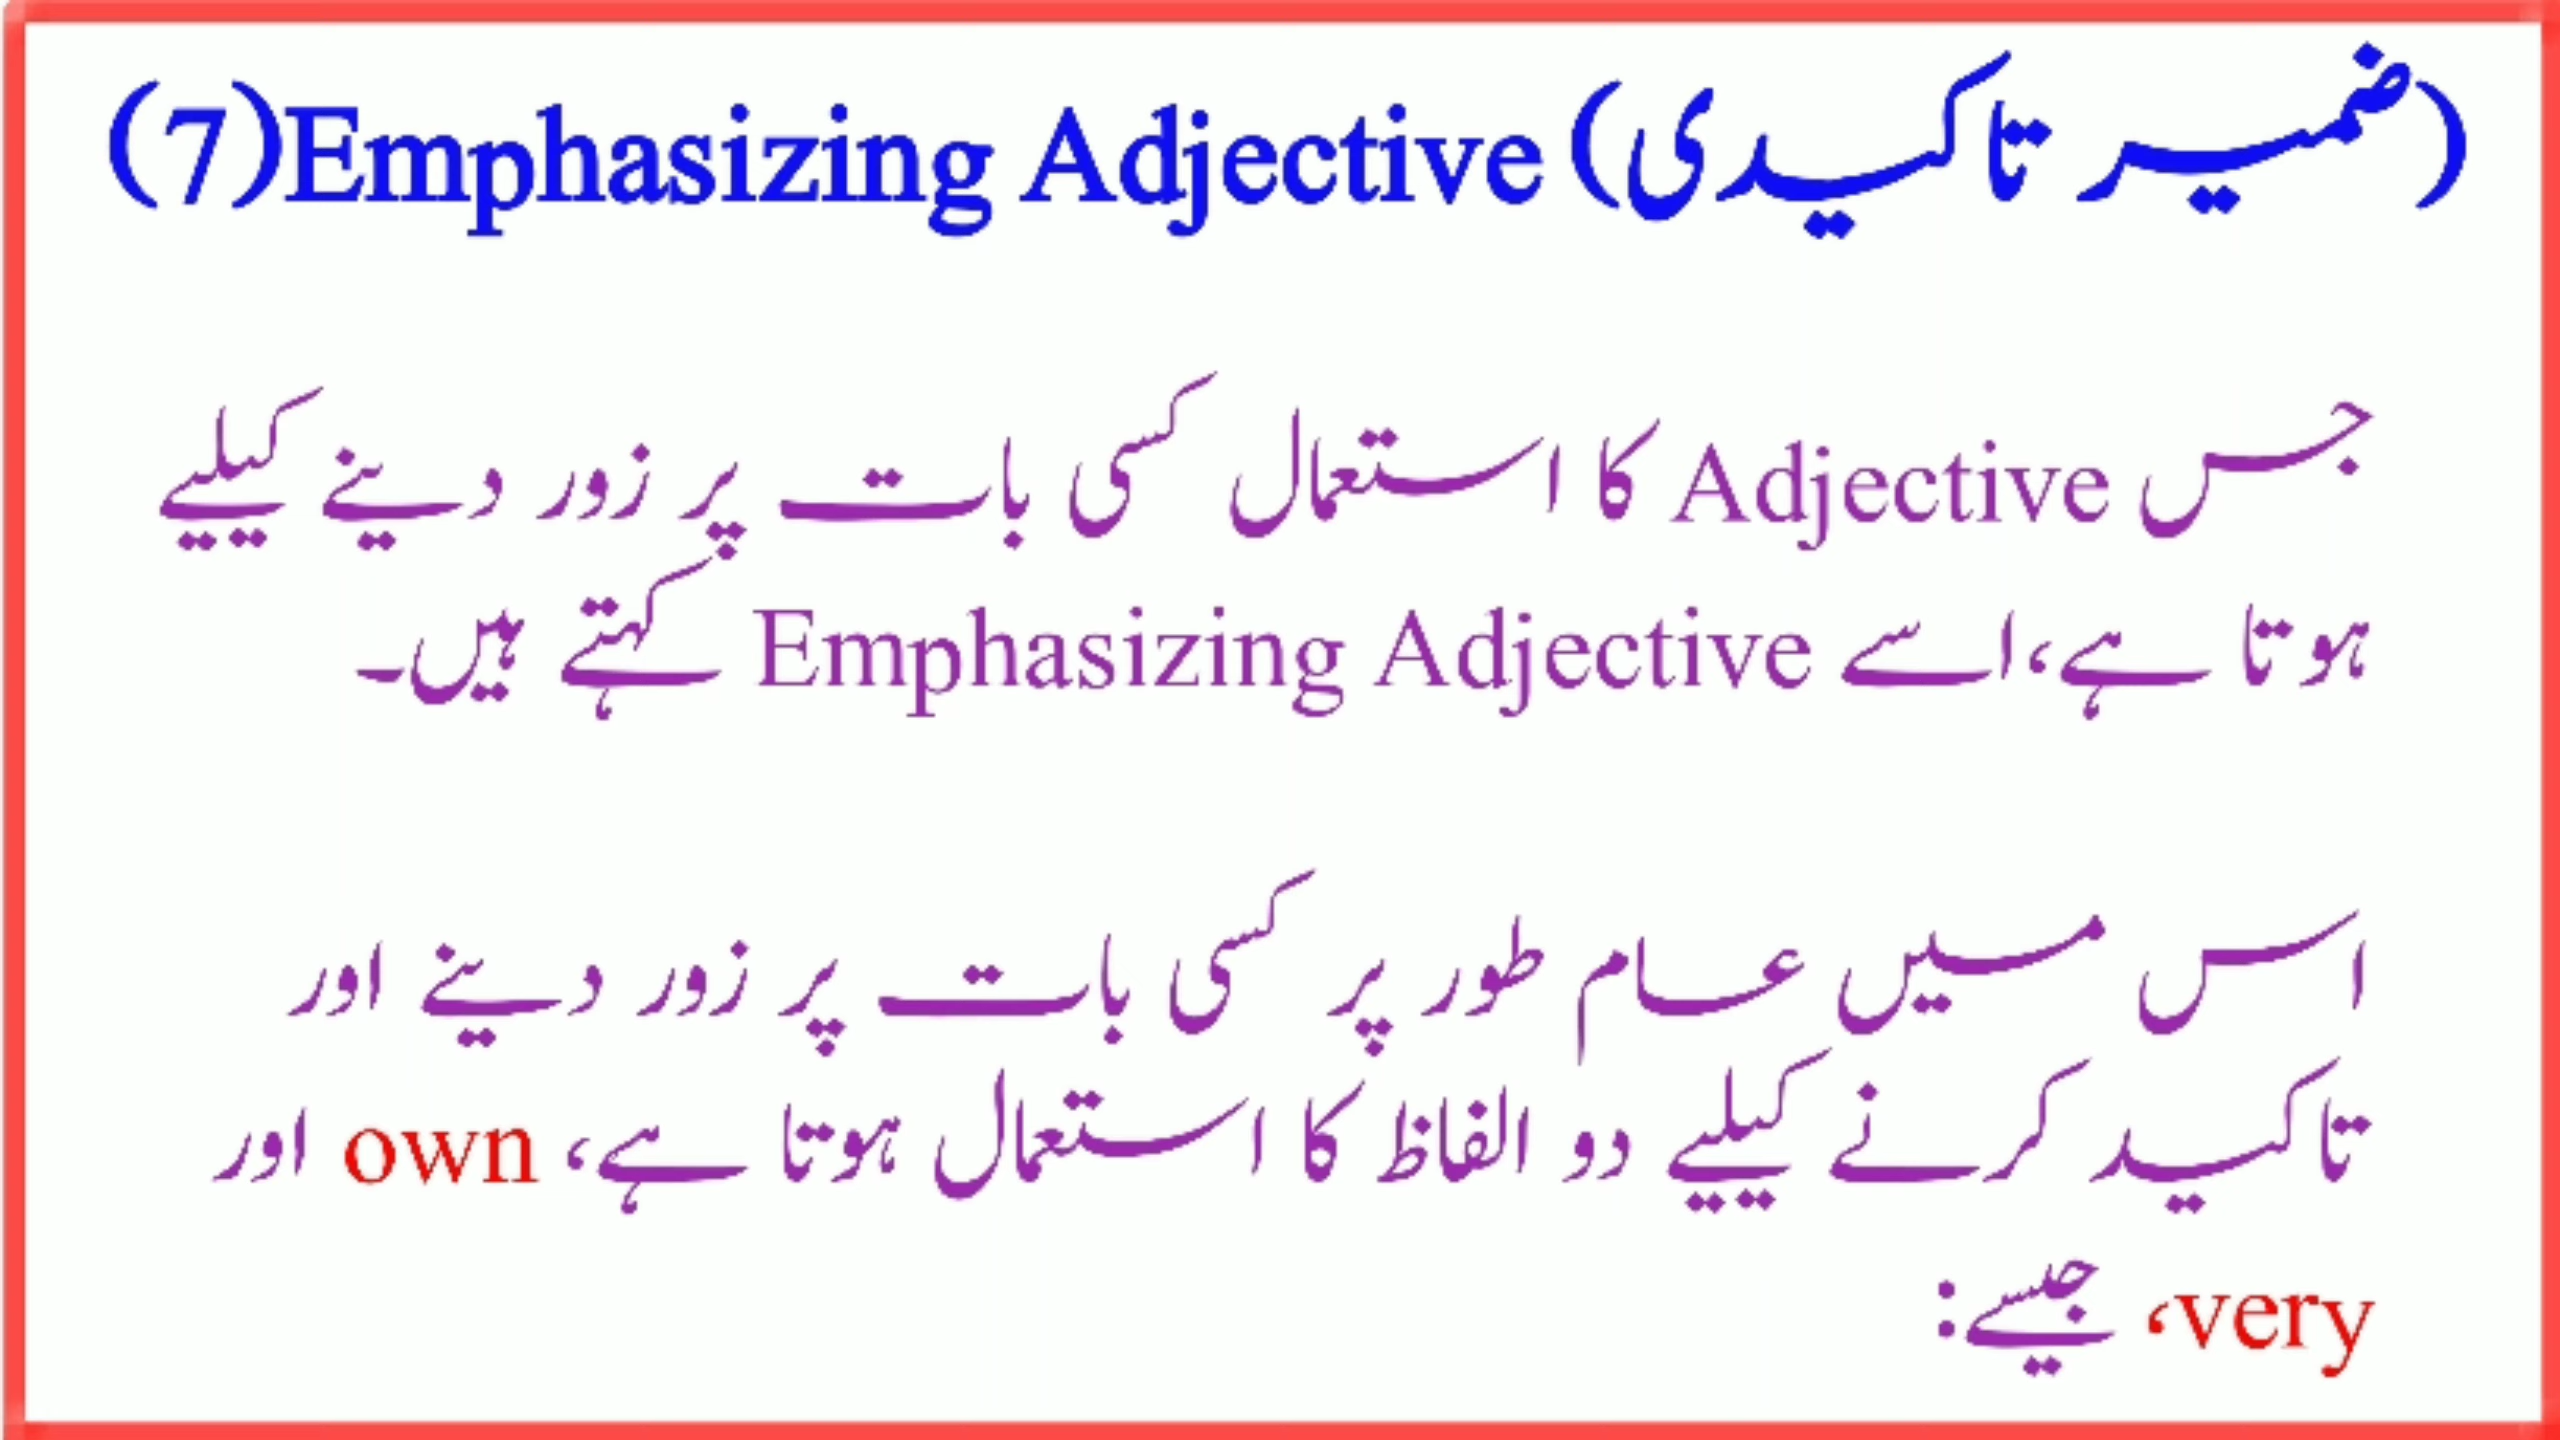 (7)Emphasizing Adjective (ضمیر تاکیدی)
جس Adjective کا استعمال کسی بات پر زور دینے کیلیے
ہوتا ہے،اسے Emphasizing Adjective کہتے ہیں۔
اس میں عام طور پر کسی بات پر زور دینے اور
تاکید کرنے کیلیے دو الفاظ کا استعمال ہوتا ہے، own اور
very، جیسے: